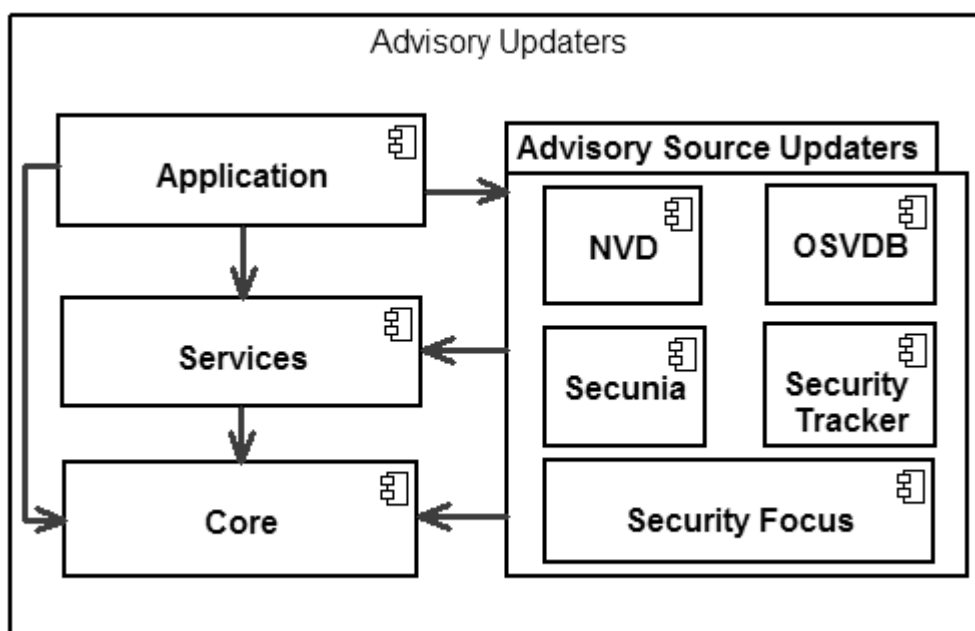 Advisory Updaters
Application
Advisory Source Updaters
NVD
OSVDB
Services
Secunia
Security
Tracker
Core
Security Focus